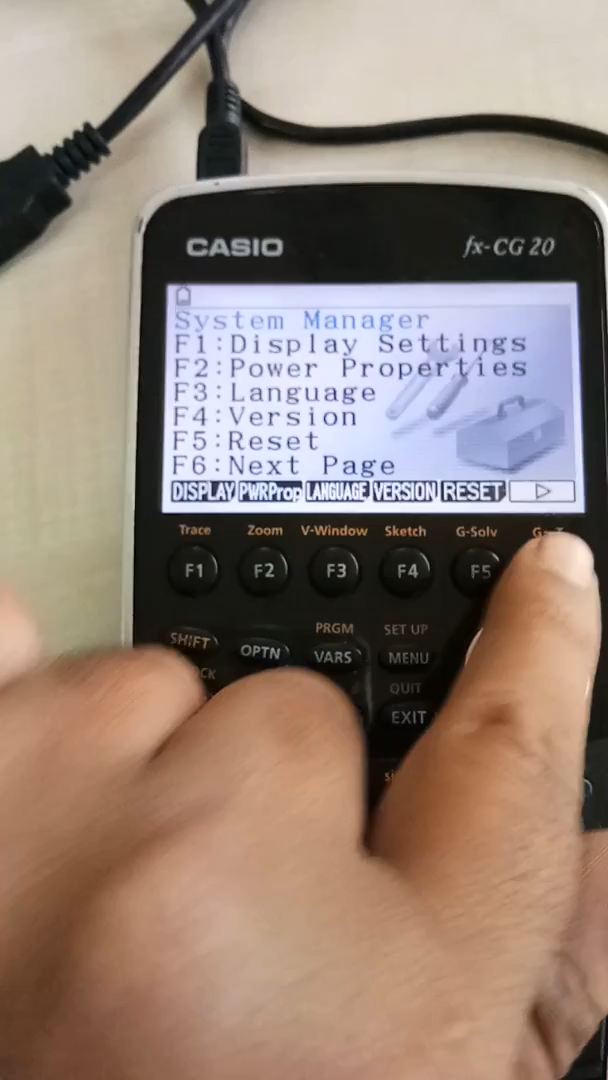 CASIO fx-CG 20
System Manager
F1:Display Settings
F2:Power Properties
F3:Language
F4:Version
F5:Reset
F6:Next Page
DISPLAY PWRProp LANGUAGE VERSION RESET
Trace Zoom V-Window Sketch G-Solv
F1 F2 F3 F4 F5
PRGM SET UP
SHIFT OPTN VARS MENU
QUIT
EXIT